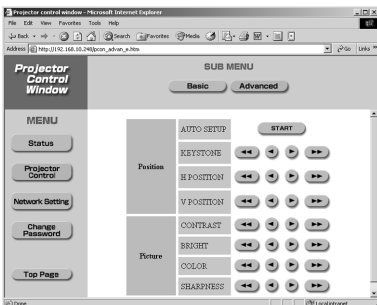 Projector control window - Microsoft Internet Explorer
File Edit View Favorites Tools Help
Back Search Favorites Media
Address http://192.168.10.240/pcon_advan_e.htm Go Links
Projector
Control
Window
SUB MENU
Basic Advanced
MENU
Status
Projector
Control
Network Setting
Change
Password
Top Page
Position
AUTO SETUP START
KEYSTONE
H POSITION
V POSITION
Picture
CONTRAST
BRIGHT
COLOR
SHARPNESS
Done Local intranet